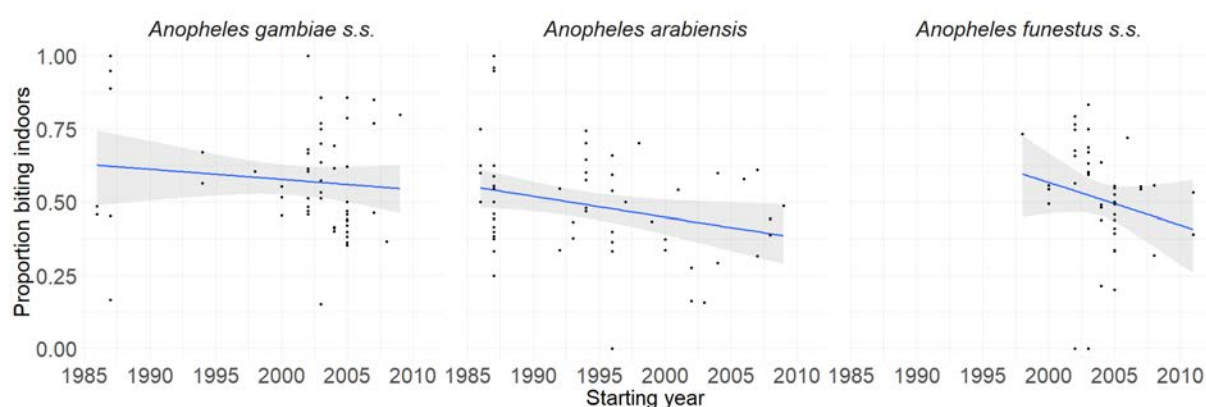 Anopheles gambiae s.s. Anopheles arabiensis Anopheles funestus s.s.
Proportion biting indoors
1.00
0.75
0.50
0.25
0.00
1985 1990 1995 2000 2005 2010 1985 1990 1995 2000 2005 2010 1985 1990 1995 2000 2005 2010
Starting year